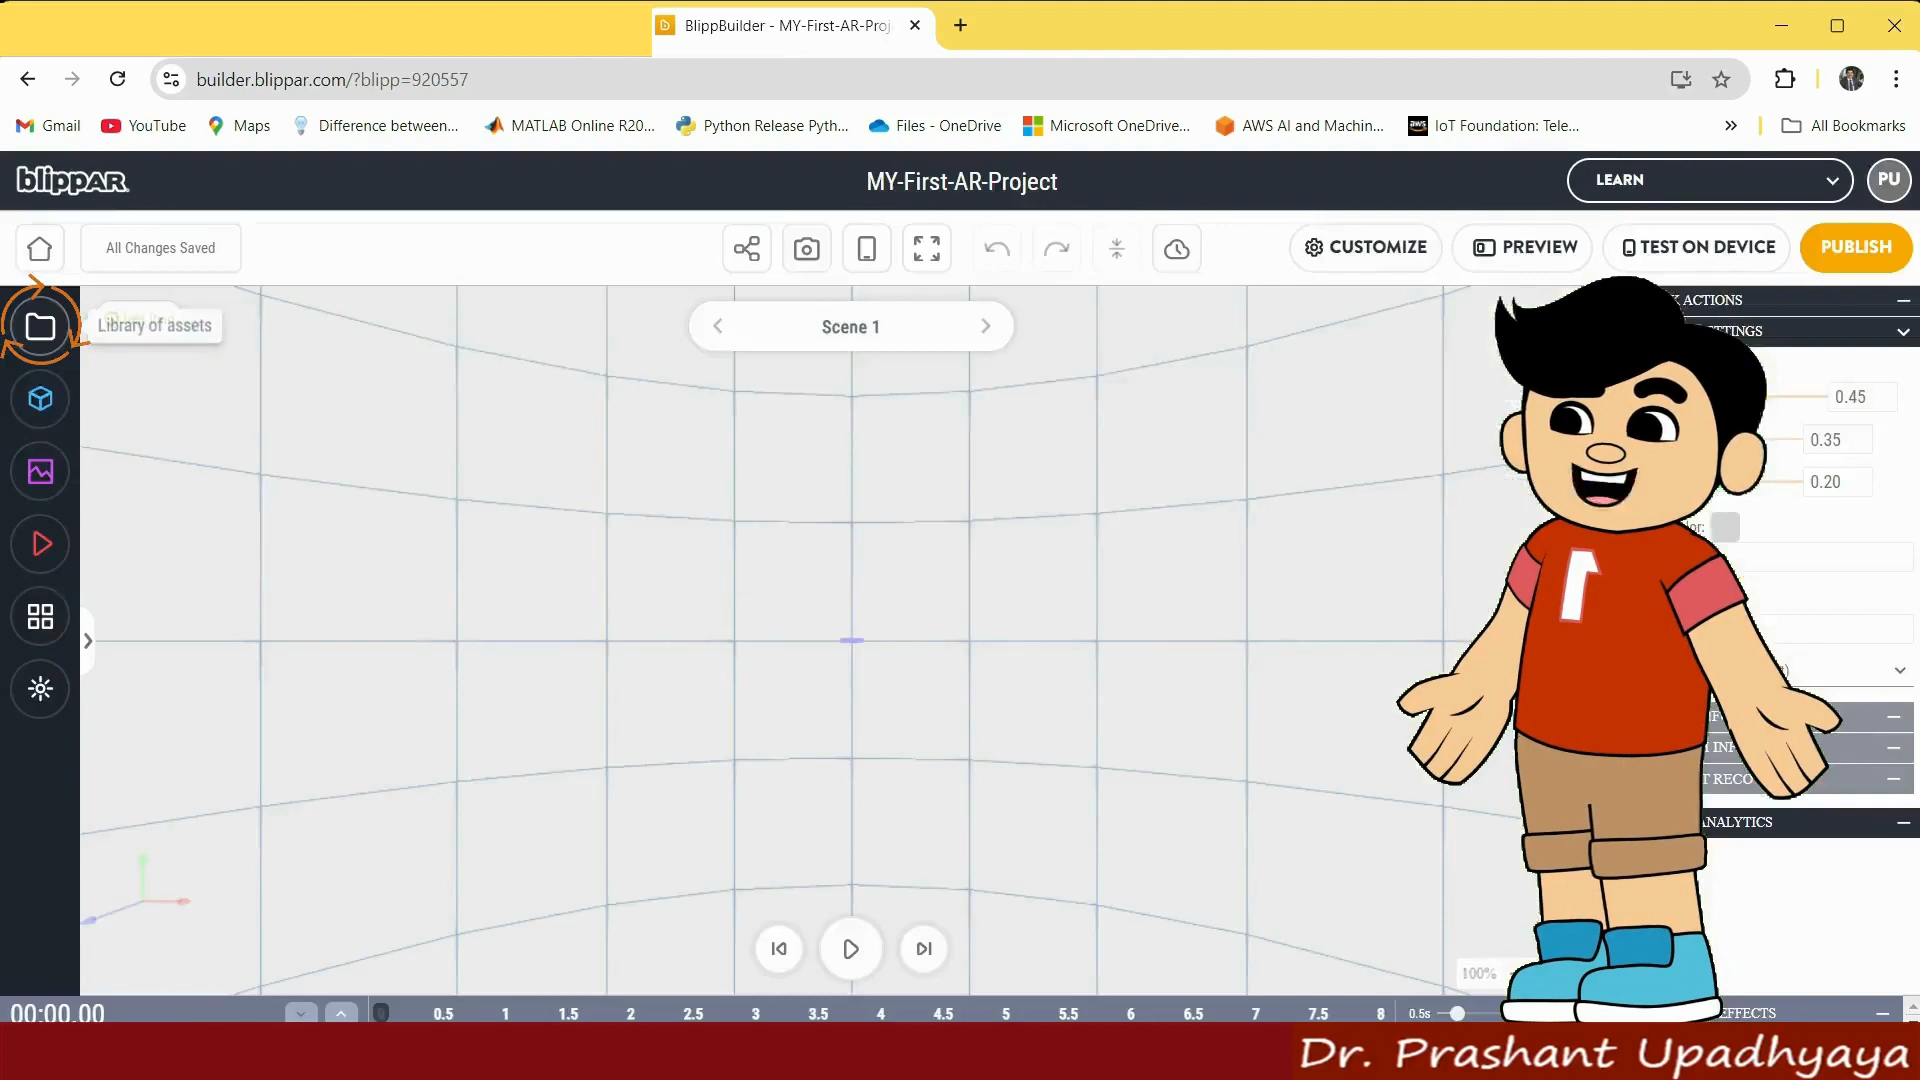 BlippBuilder - MY-First-AR-Proj
builder.blippar.com/?blipp=920557
Gmail
YouTube
Maps
Difference between...
MATLAB Online R20...
Python Release Pyth...
Files - OneDrive
Microsoft OneDrive...
AWS AI and Machin...
aws
IoT Foundation: Tele...
All Bookmarks
blippAR
MY-First-AR-Project
LEARN
PU
All Changes Saved
CUSTOMIZE
PREVIEW
TEST ON DEVICE
PUBLISH
Library of assets
Scene 1
ACTIONS
0.45
0.35
0.20
1
RECO
ANALYTICS
100%
00:00.00
0 0.5 1 1.5 2 2.5 3 3.5 4 4.5 5 5.5 6 6.5 7 7.5 8
0.5s
EFFECTS
Dr. Prashant Upadhyaya